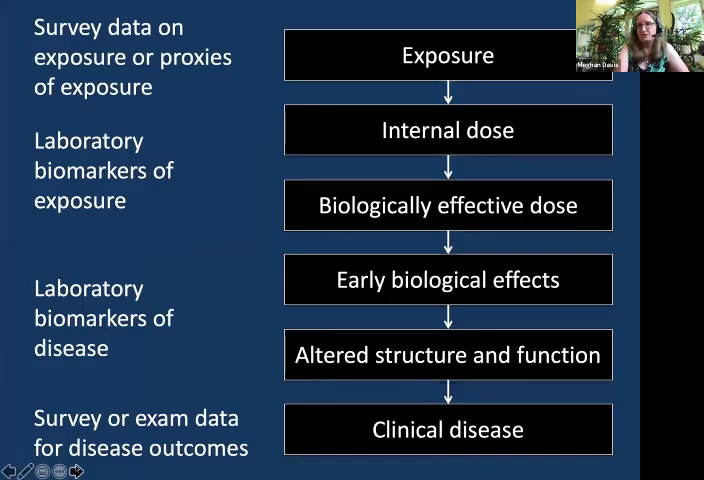 Survey data on
exposure or proxies
of exposure
Exposure
Meghan Davis
Internal dose
Laboratory
biomarkers of
exposure
Biologically effective dose
Early biological effects
Laboratory
biomarkers of
disease
Altered structure and function
Survey or exam data
for disease outcomes
Clinical disease